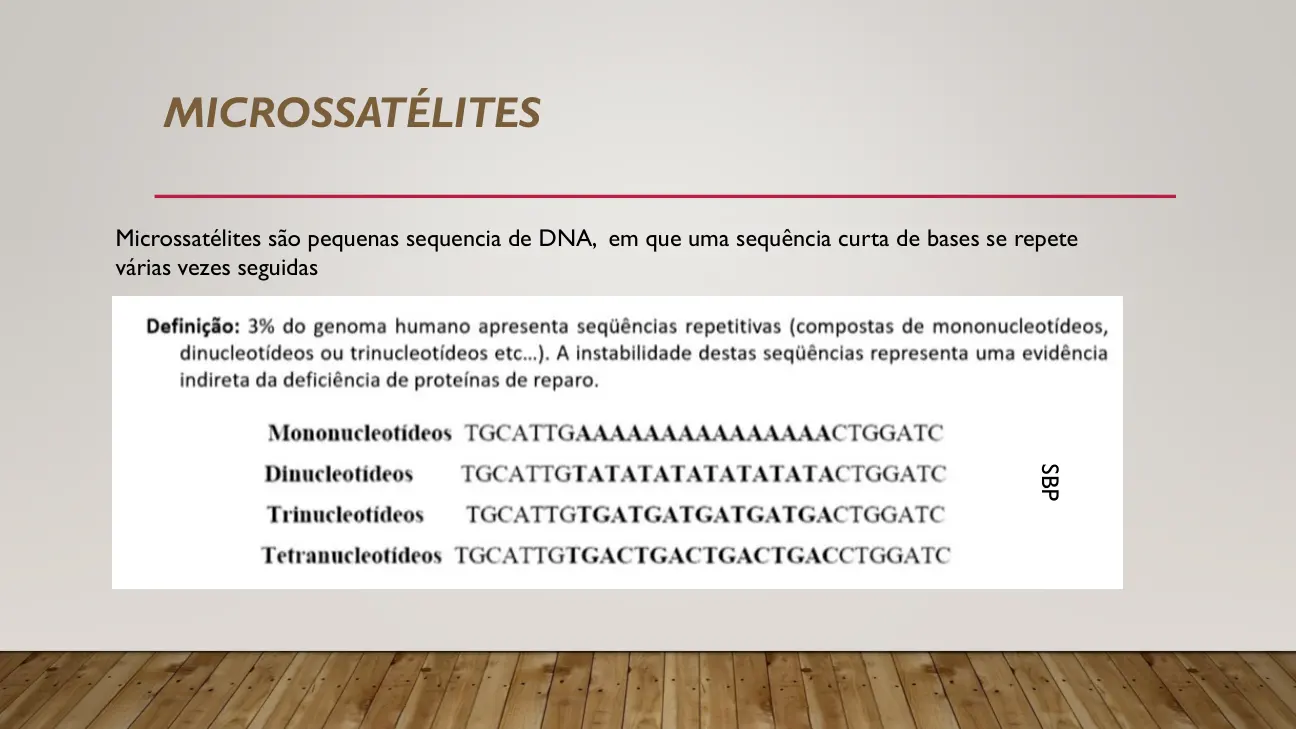 MICROSSATÉLITES
Microssatélites são pequenas sequencia de DNA, em que uma sequência curta de bases se repete
várias vezes seguidas
Definição: 3% do genoma humano apresenta seqüências repetitivas (compostas de mononucleotídeos,
dinucleotídeos ou trinucleotídeos etc...). A instabilidade destas seqüências representa uma evidência
indireta da deficiência de proteínas de reparo.
Mononucleotídeos TGCATTGAAAAAAAAAAAAAAACTGGATC
Dinucleotídeos TGCATTGTATATATATATATATACTGGATC
Trinucleotídeos TGCATTGTGATGATGATGATGACTGGATC
Tetranucleotídeos TGCATTGTGACTGACTGACTGACCTGGATC
SBP